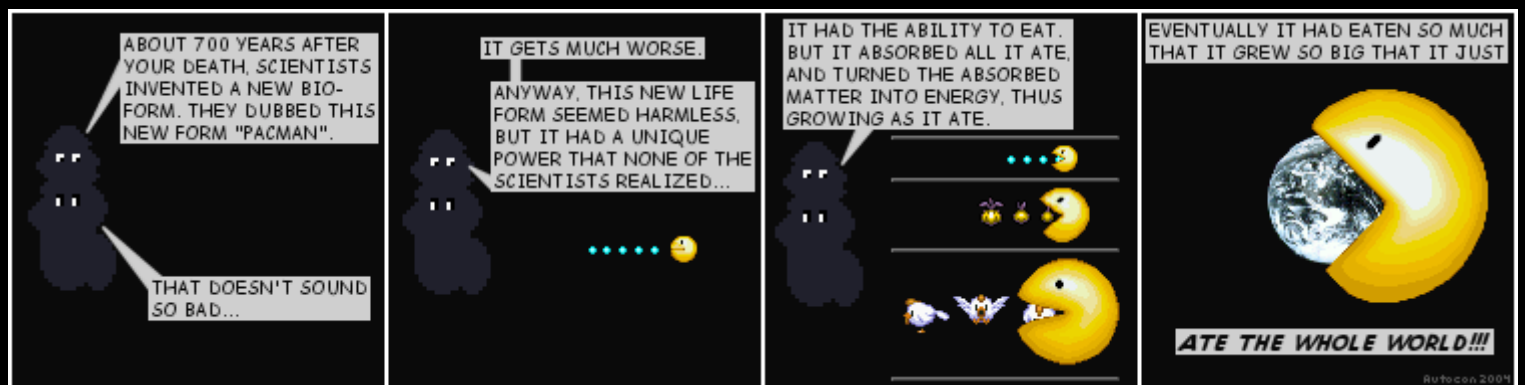 ABOUT 700 YEARS AFTER
YOUR DEATH, SCIENTISTS
INVENTED A NEW BIO-
FORM. THEY DUBBED THIS
NEW FORM "PACMAN".
THAT DOESN'T SOUND
SO BAD...
IT GETS MUCH WORSE.
ANYWAY, THIS NEW LIFE
FORM SEEMED HARMLESS,
BUT IT HAD A UNIQUE
POWER THAT NONE OF THE
SCIENTISTS REALIZED...
IT HAD THE ABILITY TO EAT.
BUT IT ABSORBED ALL IT ATE,
AND TURNED THE ABSORBED
MATTER INTO ENERGY, THUS
GROWING AS IT ATE.
EVENTUALLY IT HAD EATEN SO MUCH
THAT IT GREW SO BIG THAT IT JUST
ATE THE WHOLE WORLD!!!
Autocon 2004